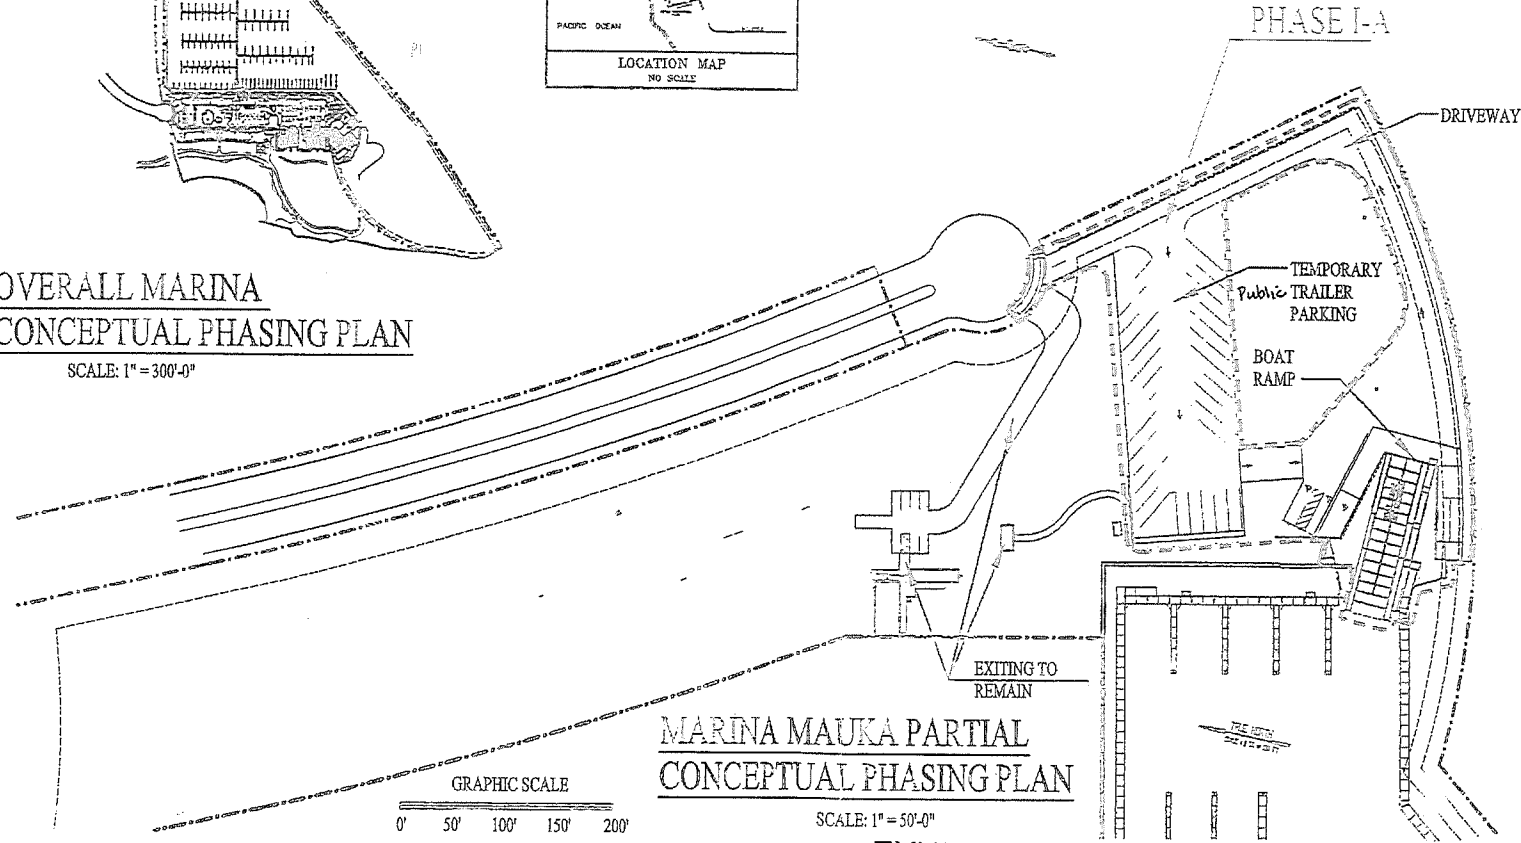 PACIFIC OCEAN
LOCATION MAP
NO SCALE
PHASE I-A
DRIVEWAY
OVERALL MARINA
CONCEPTUAL PHASING PLAN
SCALE: 1" = 300'-0"
TEMPORARY
Public TRAILER
PARKING
BOAT
RAMP
EXITING TO
REMAIN
MARINA MAUKA PARTIAL
CONCEPTUAL PHASING PLAN
SCALE: 1" = 50'-0"
GRAPHIC SCALE
0' 50' 100' 150' 200'